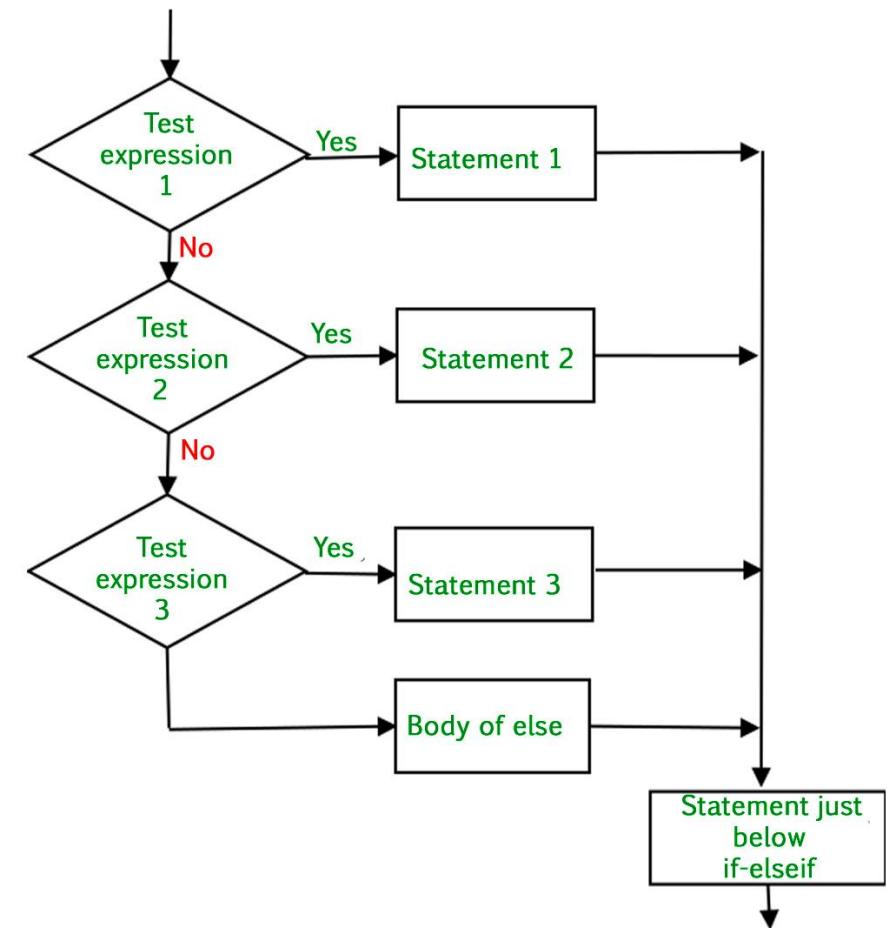 Test
expression
1
Yes
Statement 1
No
Test
expression
2
Yes
Statement 2
No
Test
expression
3
Yes
Statement 3
Body of else
Statement just
below
if-elseif